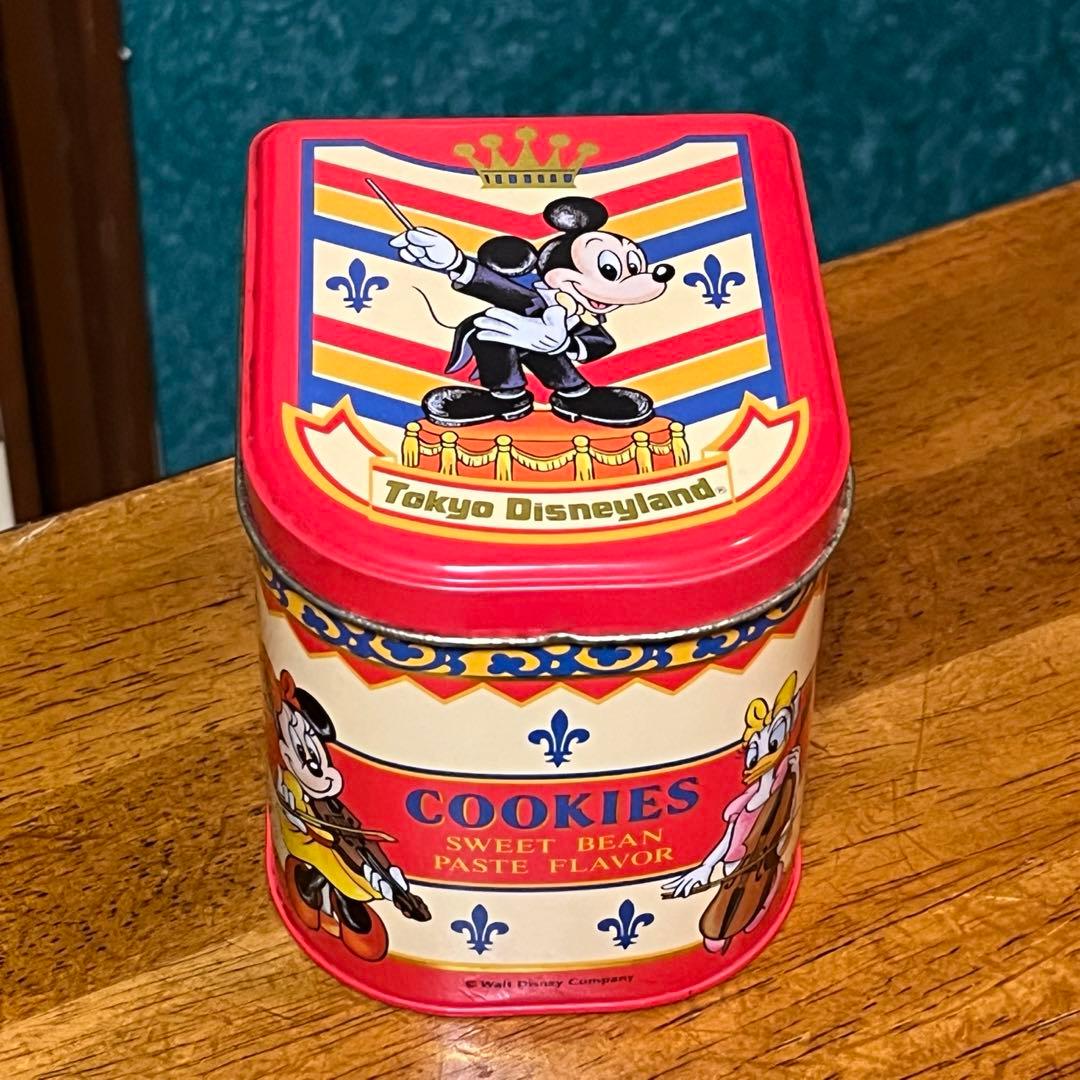 Tokyo Disneyland®
COOKIES
SWEET BEAN
PASTE FLAVOR
© Walt Disney Company